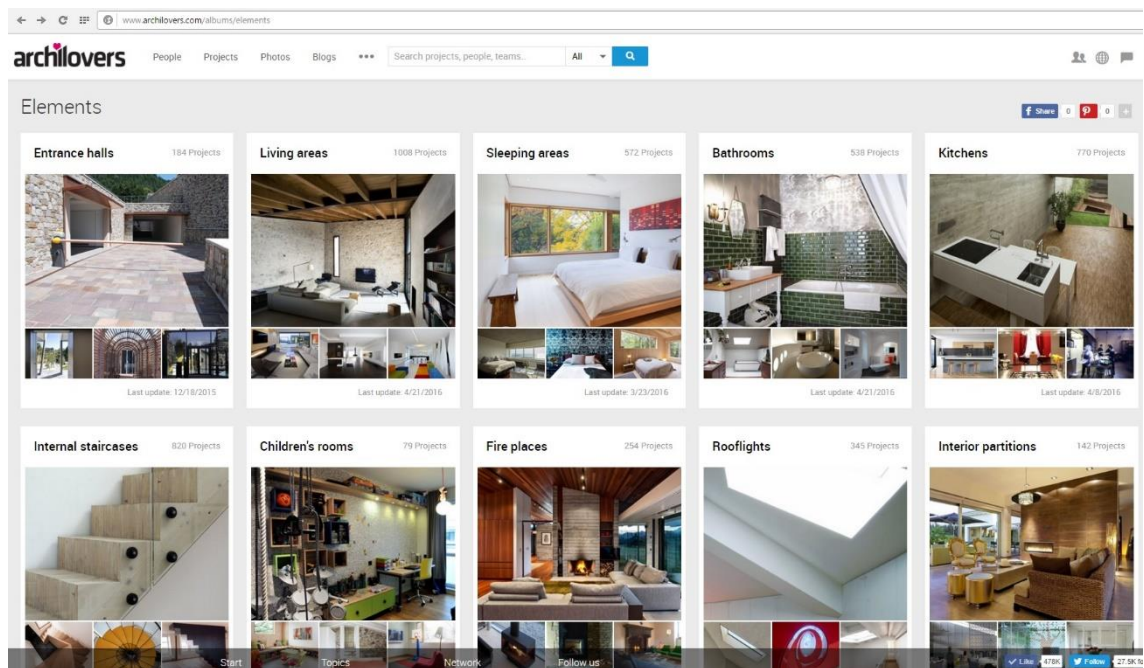 www.archilovers.com/albums/elements
archilovers People Projects Photos Blogs ••• Search projects, people, teams.. All
Elements
Share 0 0 +
Entrance halls 184 Projects
Living areas 1008 Projects
Sleeping areas 572 Projects
Bathrooms 538 Projects
Kitchens 770 Projects
Last update: 12/18/2015
Last update: 4/21/2016
Last update: 3/23/2016
Last update: 4/21/2016
Last update: 4/8/2016
Internal staircases 820 Projects
Children's rooms 79 Projects
Fire places 254 Projects
Rooflights 345 Projects
Interior partitions 142 Projects
Start Topics Network Follow us Like 478K Follow 27.5K